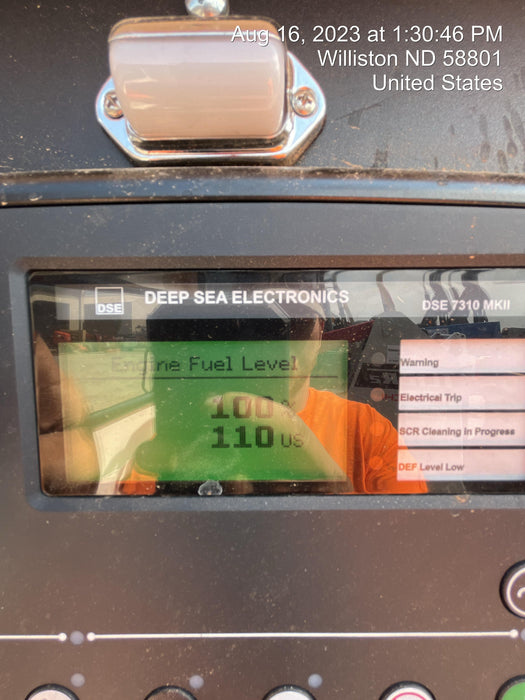 Aug 16, 2023 at 1:30:46 PM
Williston ND 58801
United States
DSE
DEEP SEA ELECTRONICS
DSE 7310 MKII
Engine Fuel Level
100 %
110 US
Warning
Electrical Trip
SCR Cleaning in Progress
DEF Level Low